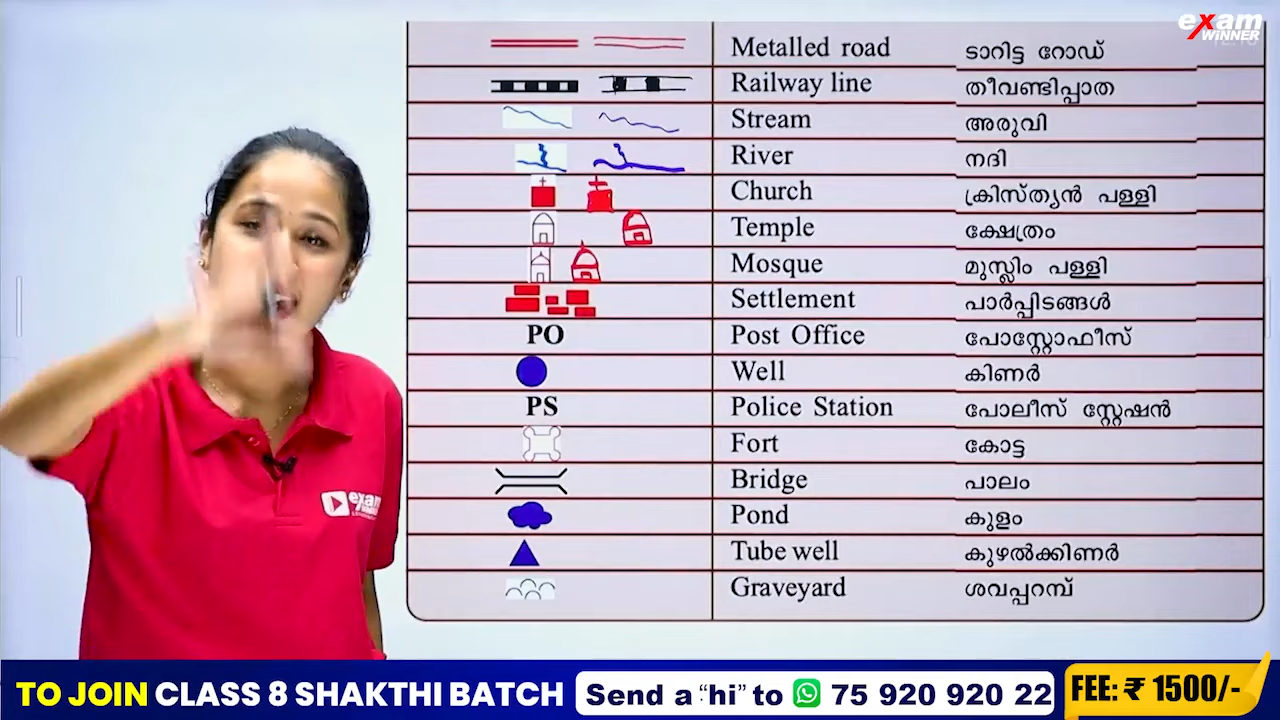 exam
WINNER
Metalled road ടാറിട്ട റോഡ്
Railway line തീവണ്ടിപ്പാത
Stream അരുവി
River നദി
Church ക്രിസ്ത്യൻ പള്ളി
Temple ക്ഷേത്രം
Mosque മുസ്ലിം പള്ളി
Settlement പാർപ്പിടങ്ങൾ
PO Post Office പോസ്റ്റോഫീസ്
Well കിണർ
PS Police Station പോലീസ് സ്റ്റേഷൻ
Fort കോട്ട
Bridge പാലം
Pond കുളം
Tube well കുഴൽക്കിണർ
Graveyard ശവപ്പറമ്പ്
exam
WINNER
TO JOIN CLASS 8 SHAKTHI BATCH Send a “hi” to 75 920 920 22 FEE: ₹ 1500/-